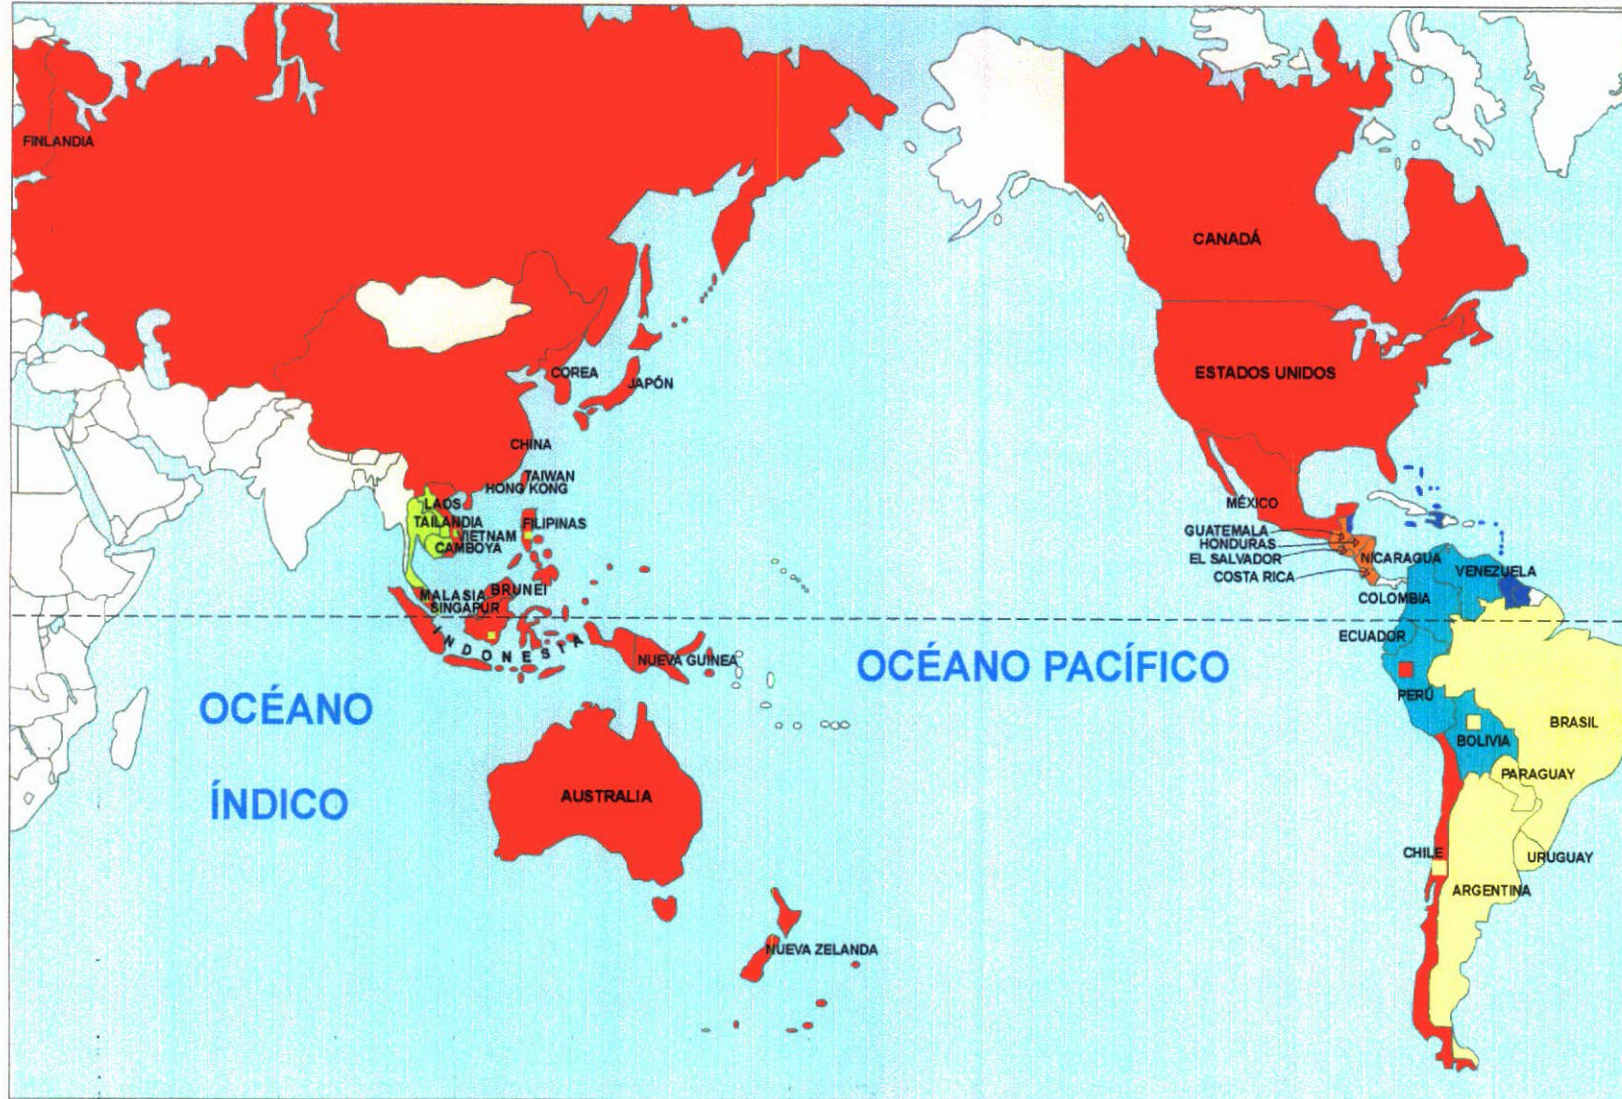 FINLANDIA
CANADÁ
COREA
JAPÓN
ESTADOS UNIDOS
CHINA
TAIWAN
HONG KONG
LAOS
TAILANDIA
VIETNAM
CAMBOYA
FILIPINAS
MÉXICO
GUATEMALA
HONDURAS
EL SALVADOR
NICARAGUA
COSTA RICA
VENEZUELA
COLOMBIA
MALASIA
BRUNEI
SINGAPUR
INDONESIA
NUEVA GUINEA
ECUADOR
OCÉANO PACÍFICO
PERÚ
OCÉANO
ÍNDICO
BRASIL
BOLIVIA
PARAGUAY
AUSTRALIA
CHILE
URUGUAY
ARGENTINA
NUEVA ZELANDA